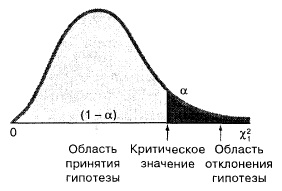 α
(1 – α)
0
χ²₁
Область принятия гипотезы
Критическое значение
Область отклонения гипотезы